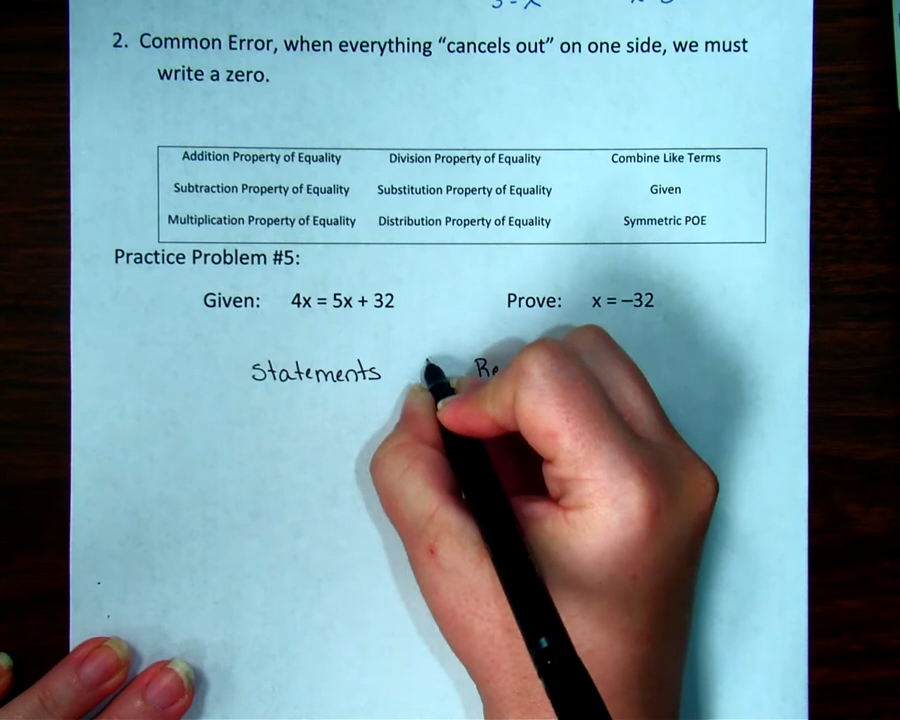 2. Common Error, when everything “cancels out” on one side, we must
write a zero.
Addition Property of Equality Division Property of Equality Combine Like Terms
Subtraction Property of Equality Substitution Property of Equality Given
Multiplication Property of Equality Distribution Property of Equality Symmetric POE
Practice Problem #5:
Given: 4x = 5x + 32 Prove: x = –32
Statements Re